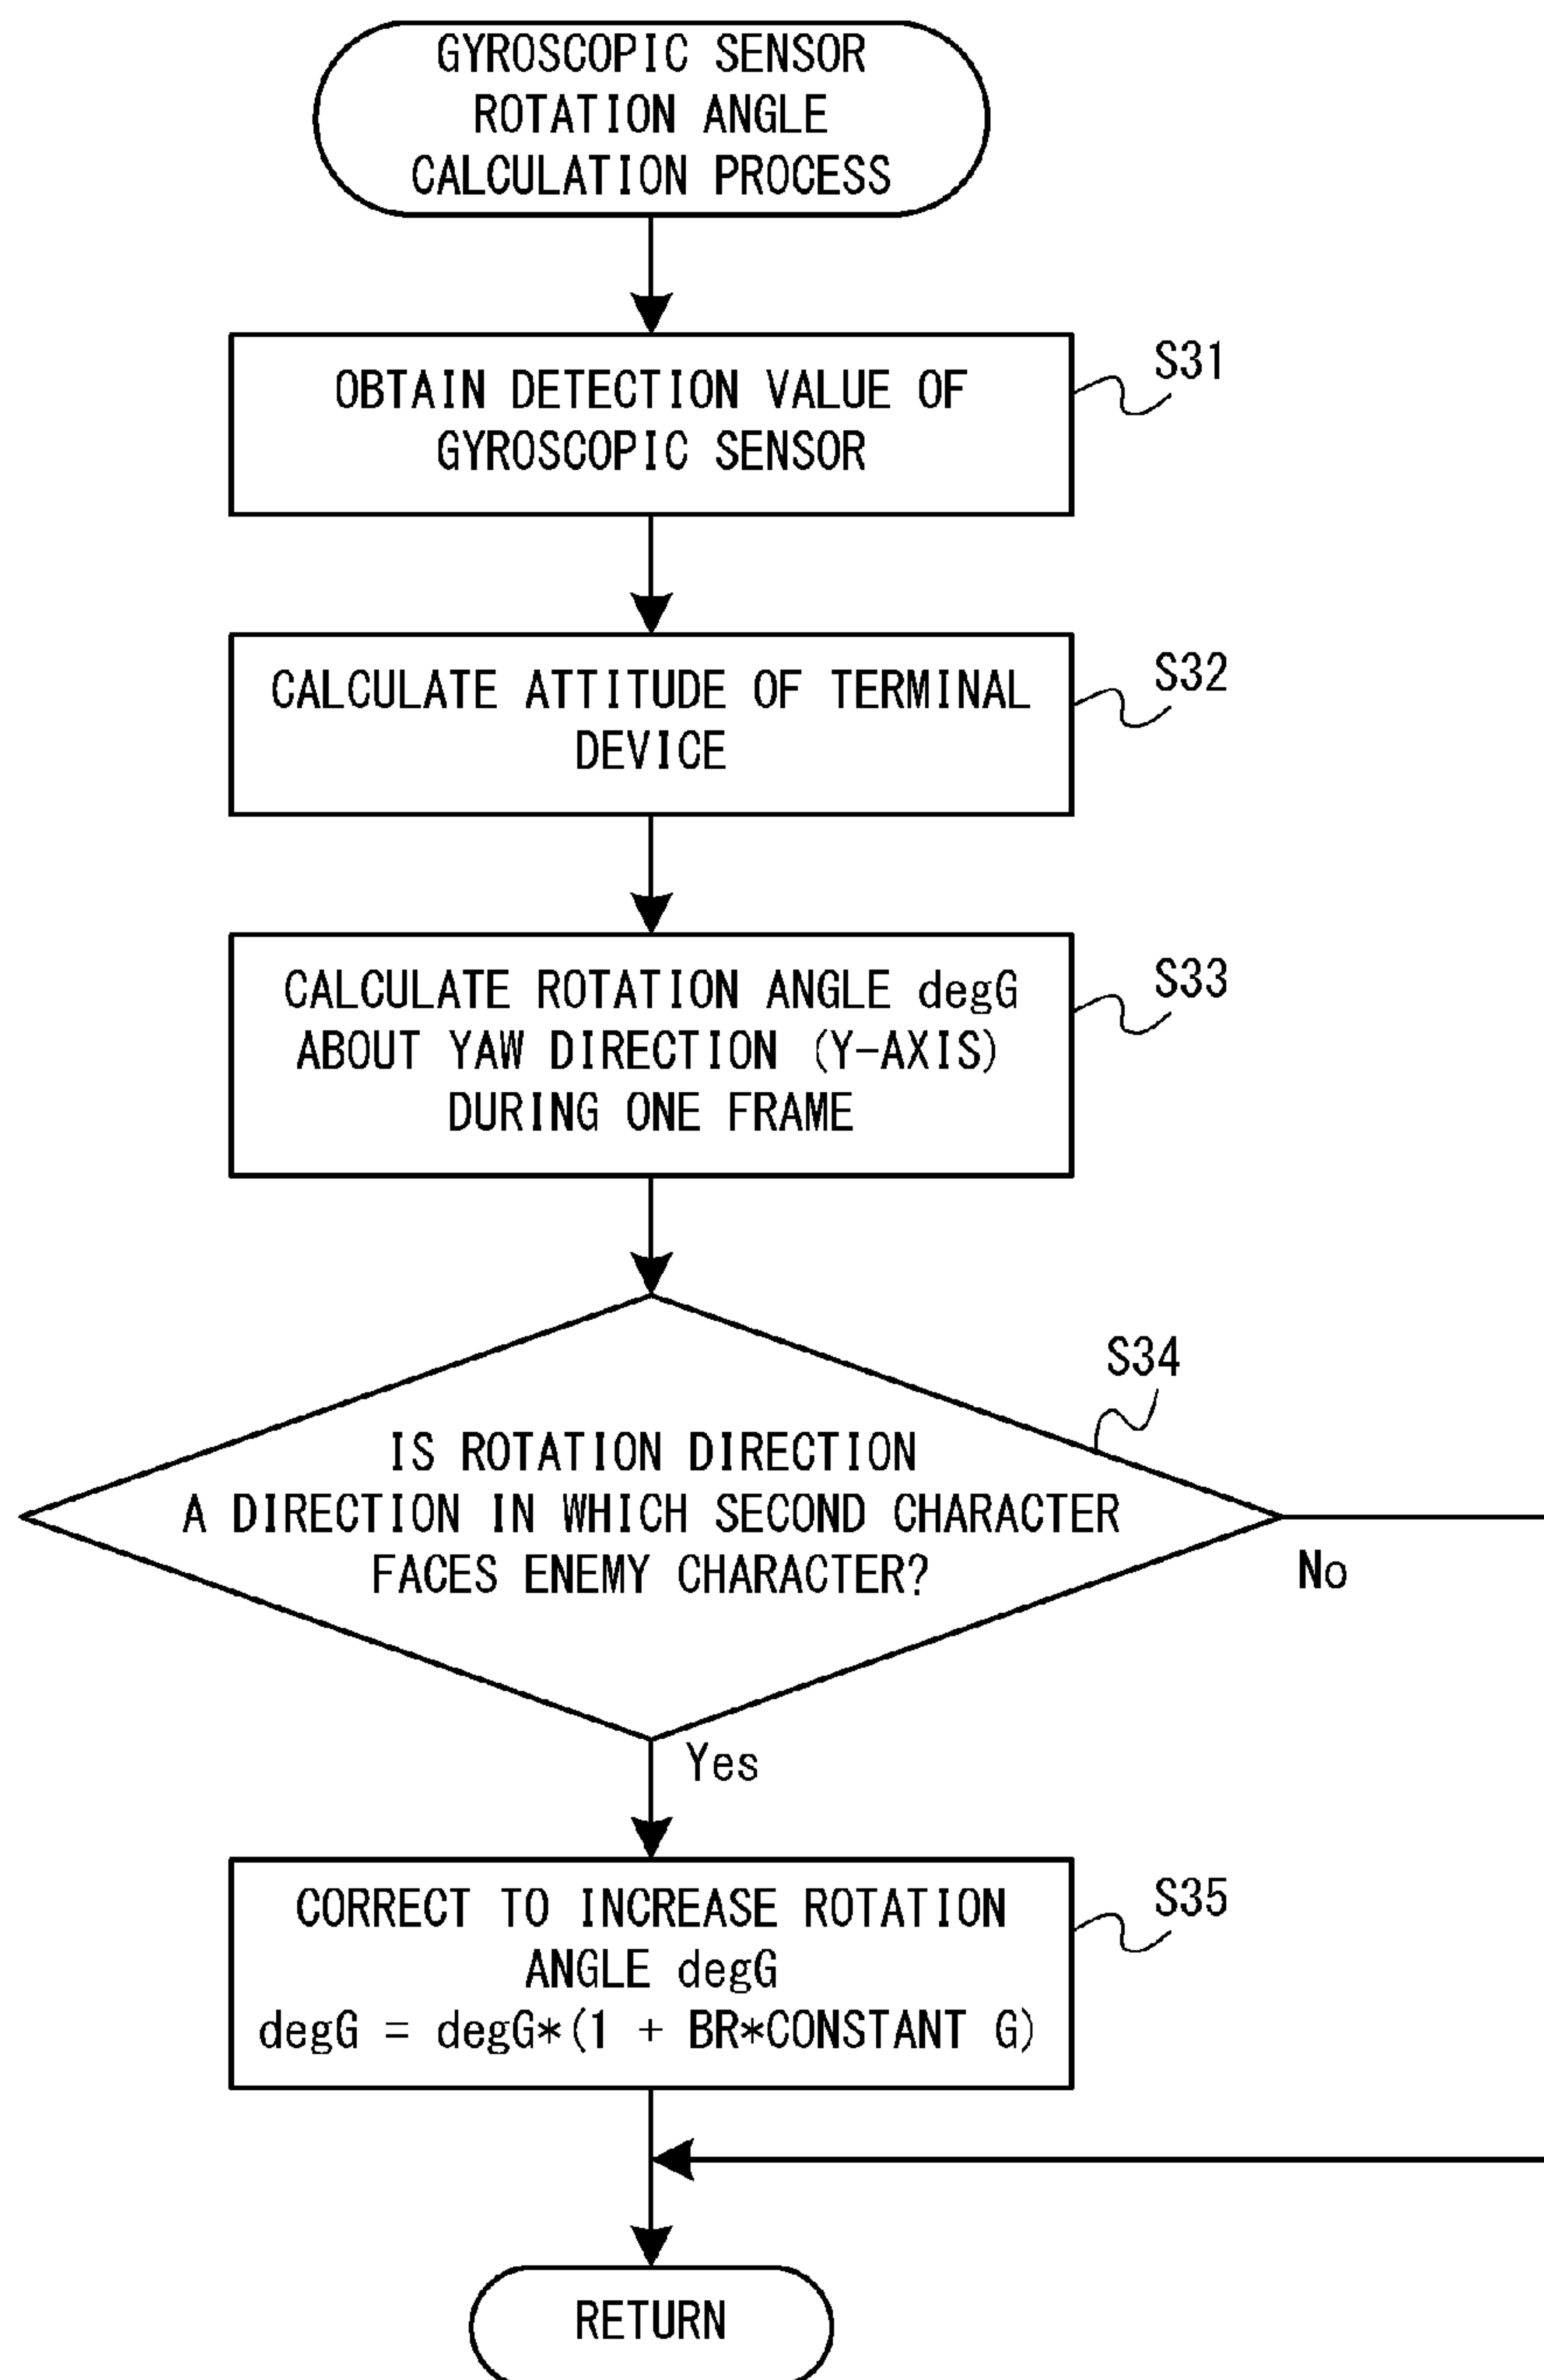 GYROSCOPIC SENSOR
ROTATION ANGLE
CALCULATION PROCESS
OBTAIN DETECTION VALUE OF
GYROSCOPIC SENSOR
S31
CALCULATE ATTITUDE OF TERMINAL
DEVICE
S32
CALCULATE ROTATION ANGLE degG
ABOUT YAW DIRECTION (Y-AXIS)
DURING ONE FRAME
S33
S34
IS ROTATION DIRECTION
A DIRECTION IN WHICH SECOND CHARACTER
FACES ENEMY CHARACTER?
No
Yes
CORRECT TO INCREASE ROTATION
ANGLE degG
degG = degG*(1 + BR*CONSTANT G)
S35
RETURN